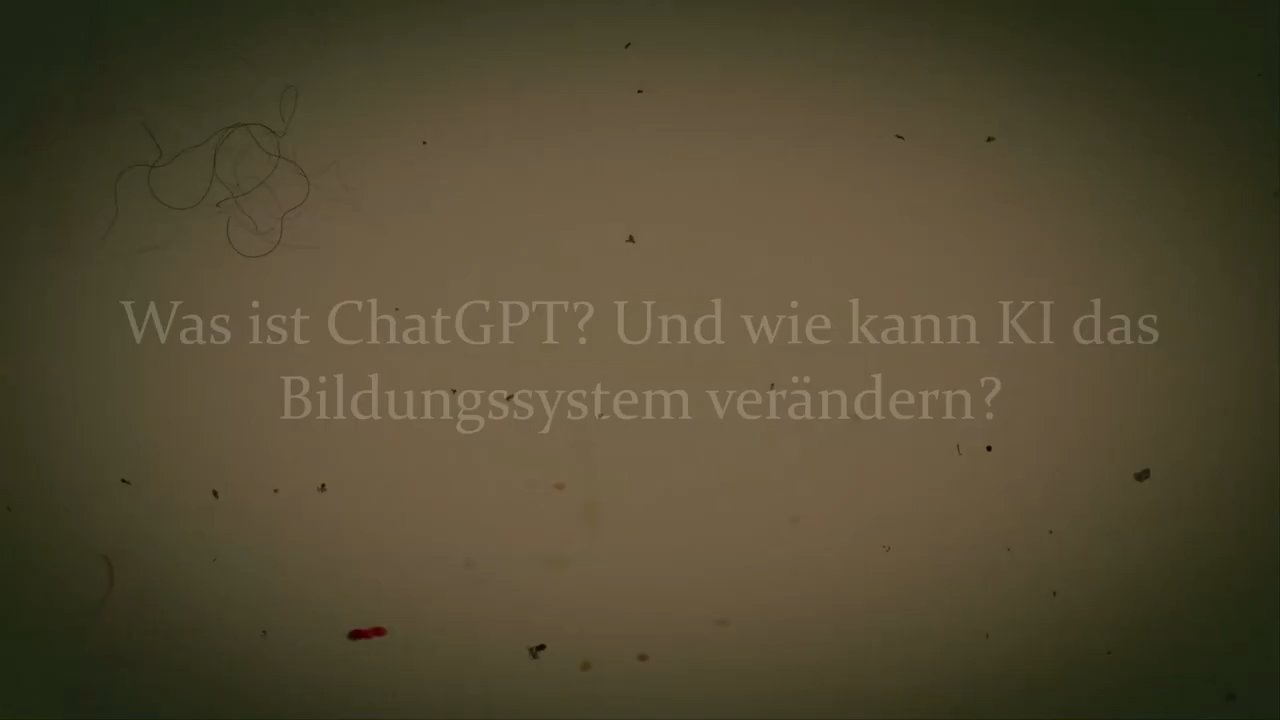 Was ist ChatGPT? Und wie kann KI das
Bildungssystem verändern?